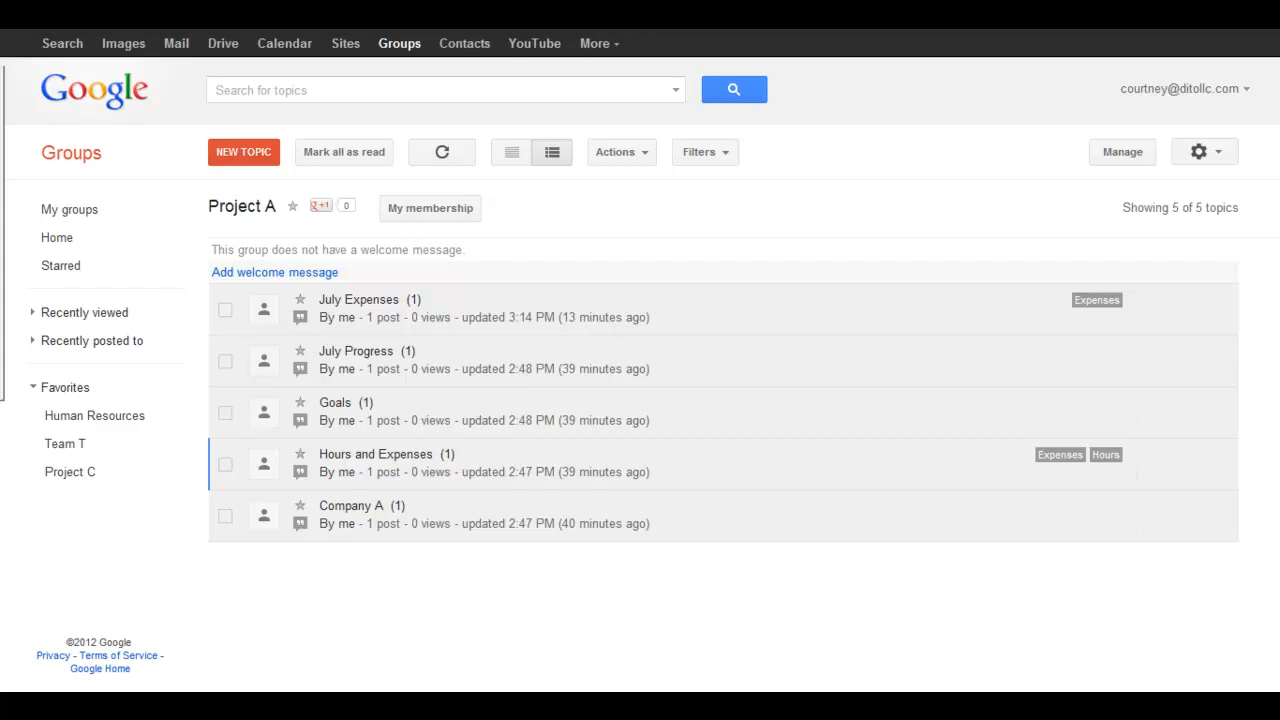 Search Images Mail Drive Calendar Sites Groups Contacts YouTube More
Google Search for topics courtney@ditollc.com
Groups NEW TOPIC Mark all as read Actions Filters Manage
Project A +1 0 My membership Showing 5 of 5 topics
My groups
Home
Starred
Recently viewed
Recently posted to
Favorites
Human Resources
Team T
Project C
This group does not have a welcome message.
Add welcome message
July Expenses (1) Expenses
By me - 1 post - 0 views - updated 3:14 PM (13 minutes ago)
July Progress (1)
By me - 1 post - 0 views - updated 2:48 PM (39 minutes ago)
Goals (1)
By me - 1 post - 0 views - updated 2:48 PM (39 minutes ago)
Hours and Expenses (1) Expenses Hours
By me - 1 post - 0 views - updated 2:47 PM (39 minutes ago)
Company A (1)
By me - 1 post - 0 views - updated 2:47 PM (40 minutes ago)
©2012 Google
Privacy - Terms of Service -
Google Home